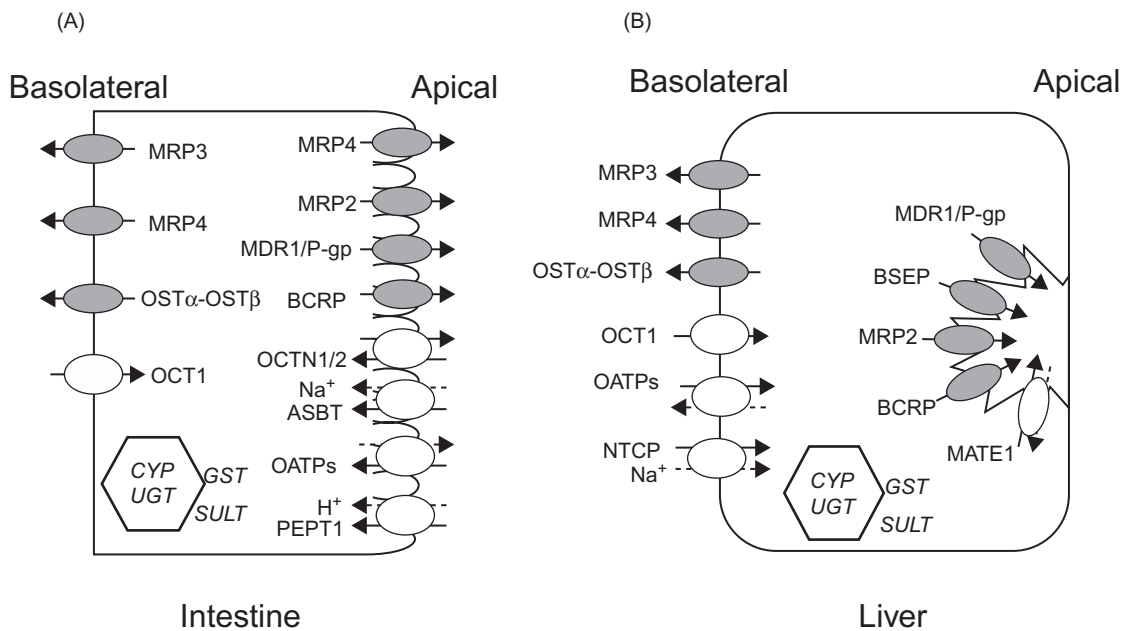 (A)
Basolateral
Apical
MRP3
MRP4
OSTα-OSTβ
OCT1
MRP4
MRP2
MDR1/P-gp
BCRP
OCTN1/2
Na⁺
ASBT
OATPs
H⁺
PEPT1
CYP
UGT
GST
SULT
Intestine
(B)
Basolateral
Apical
MRP3
MRP4
OSTα-OSTβ
OCT1
OATPs
NTCP
Na⁺
MDR1/P-gp
BSEP
MRP2
BCRP
MATE1
CYP
UGT
GST
SULT
Liver